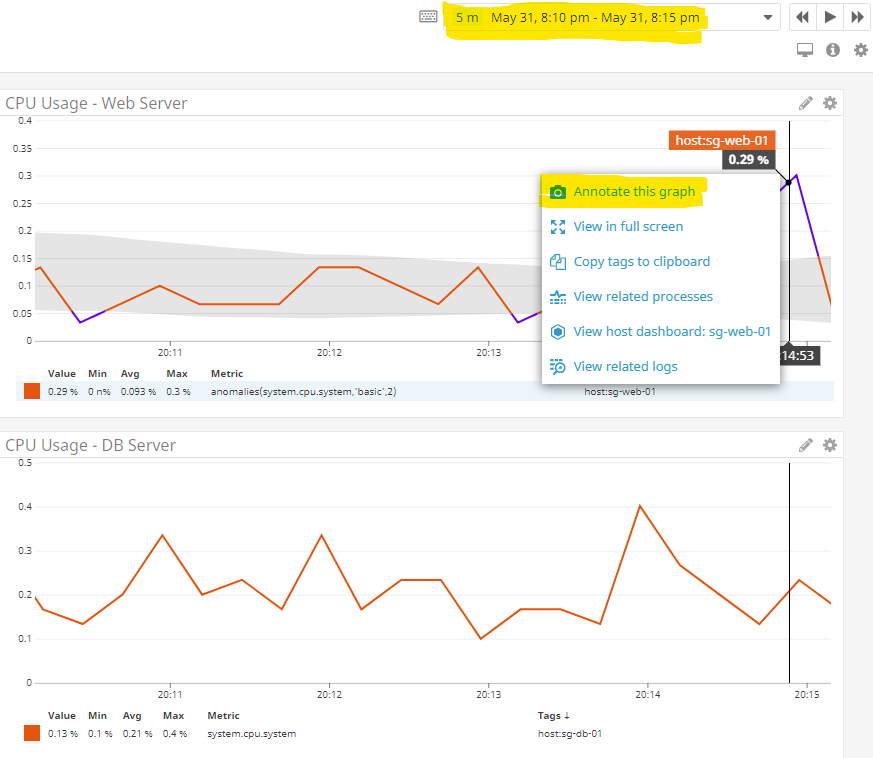 5 m May 31, 8:10 pm - May 31, 8:15 pm
CPU Usage - Web Server
0.4
0.35
0.3
0.25
0.2
0.15
0.1
0.05
0
host:sg-web-01
0.29 %
Annotate this graph
View in full screen
Copy tags to clipboard
View related processes
View host dashboard: sg-web-01
View related logs
20:11 20:12 20:13
14:53
Value Min Avg Max Metric
0.29 % 0 n% 0.093 % 0.3 % anomalies(system.cpu.system,'basic',2) host:sg-web-01
CPU Usage - DB Server
0.5
0.4
0.3
0.2
0.1
0
20:11 20:12 20:13 20:14 20:15
Value Min Avg Max Metric Tags ↓
0.13 % 0.1 % 0.21 % 0.4 % system.cpu.system host:sg-db-01